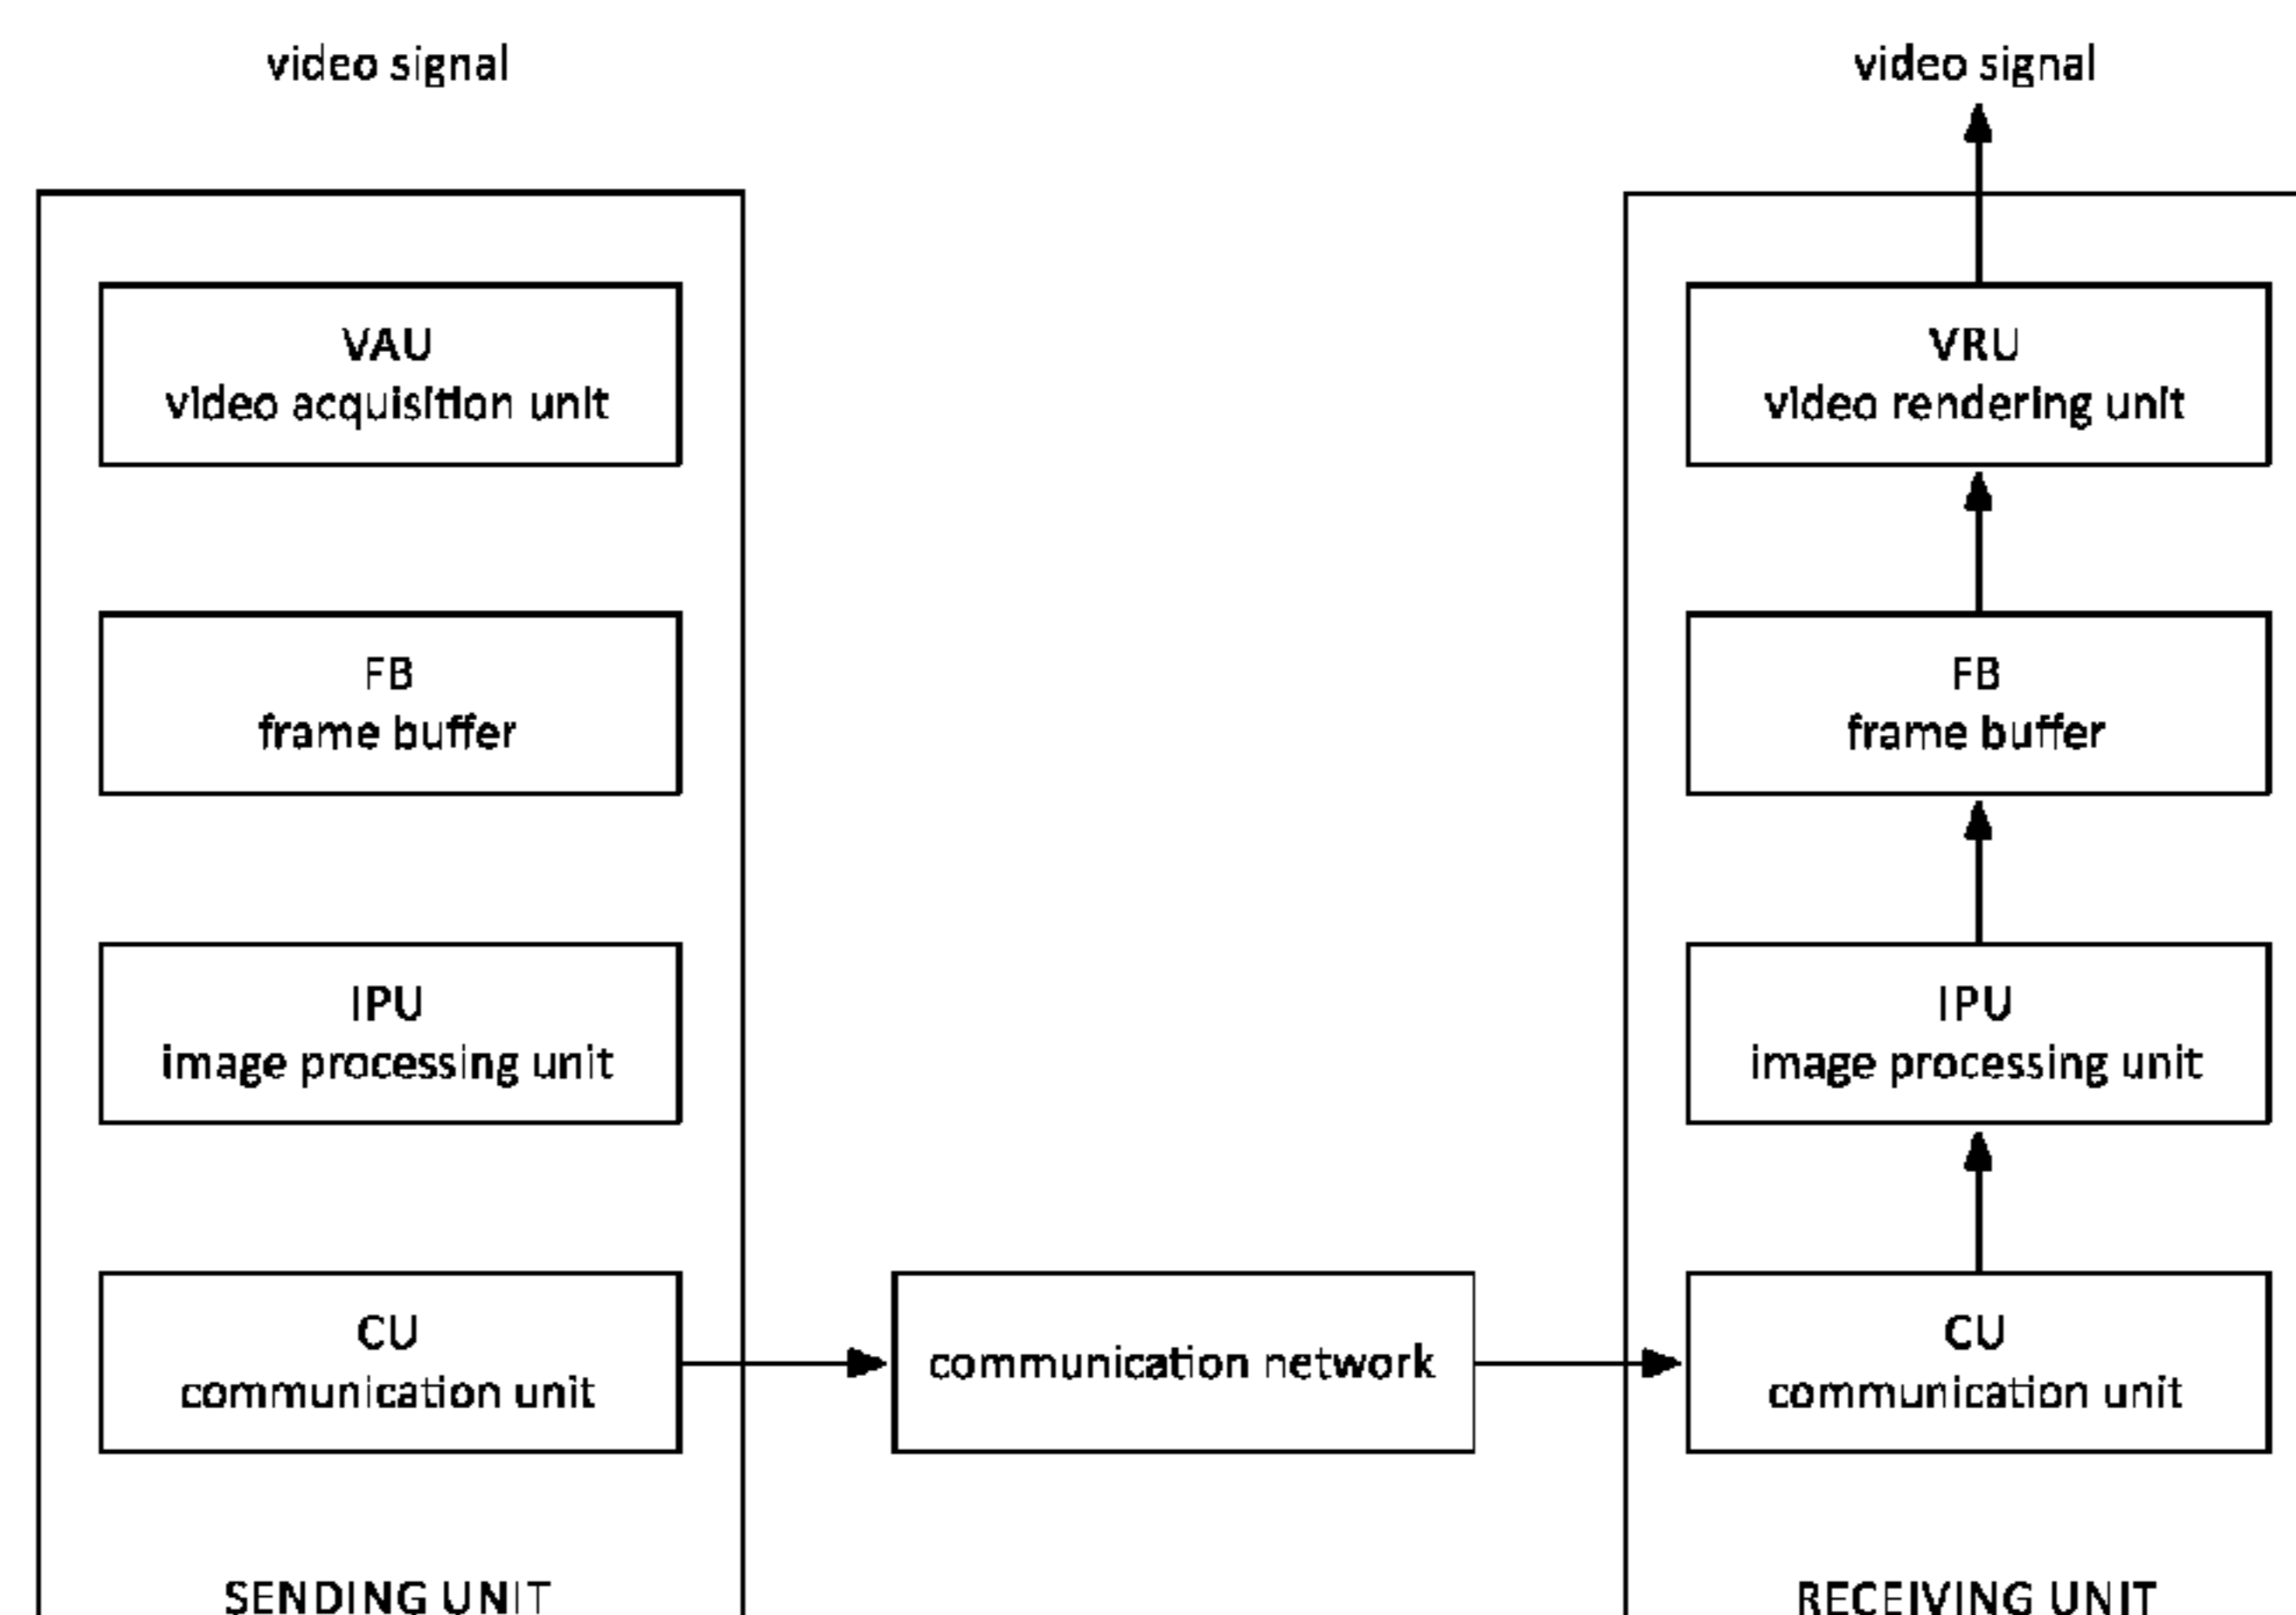 video signal
VAU
video acquisition unit
FB
frame buffer
IPU
image processing unit
CU
communication unit
SENDING UNIT
communication network
video signal
VRU
video rendering unit
FB
frame buffer
IPU
image processing unit
CU
communication unit
RECEIVING UNIT